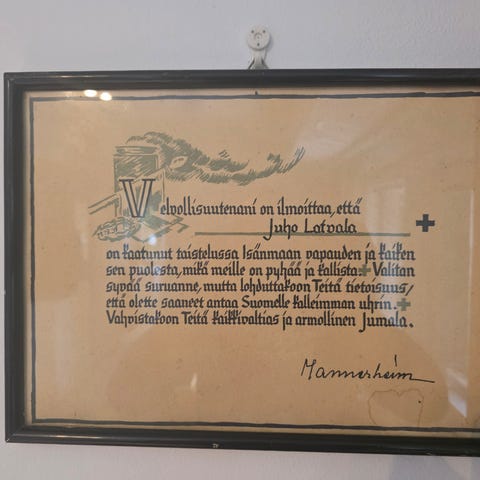 Velvollisuutenani on ilmoittaa, että
Juho Latvala
on kaatunut taistelussa Isänmaan vapauden ja kaiken
sen puolesta, mikä meille on pyhää ja kallista + Valitan
syvää suruanne, mutta lohduttakoon Teitä tietoisuus,
että olette saaneet antaa Suomelle kalleimman uhrin. +
Vahvistakoon Teitä kaikkivaltias ja armollinen Jumala.
Mannerheim